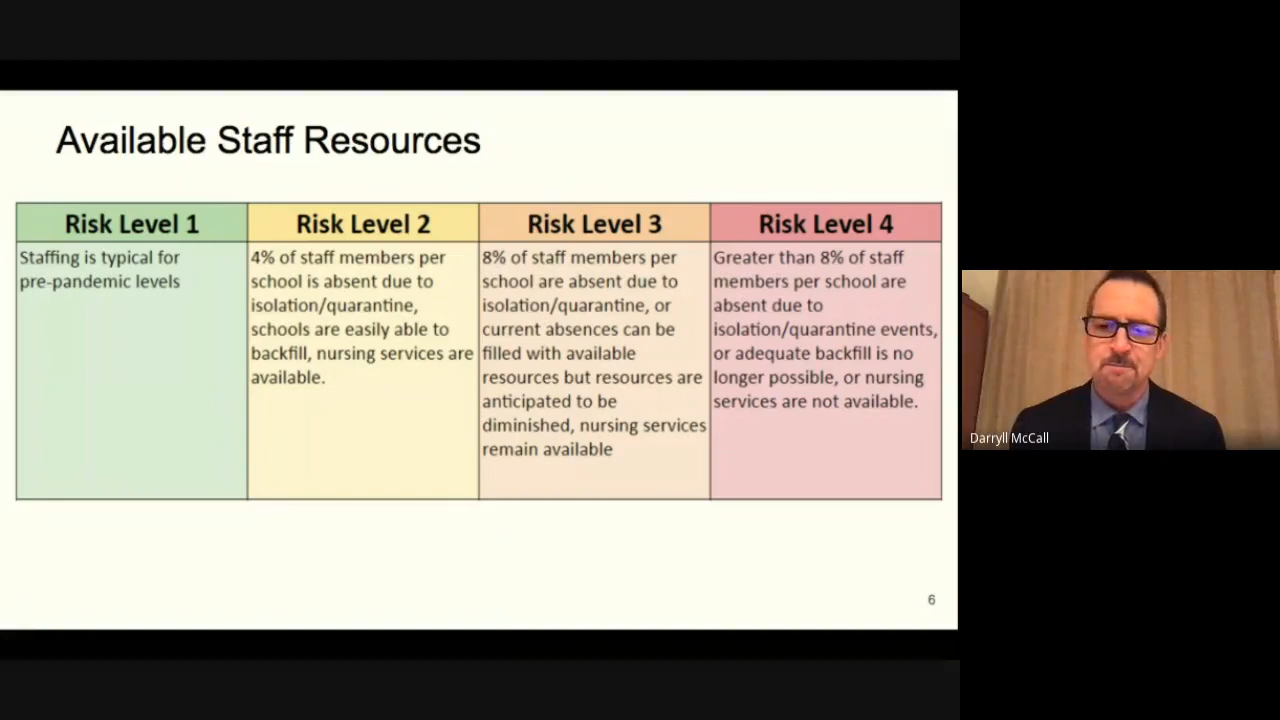 Available Staff Resources
Risk Level 1
Risk Level 2
Risk Level 3
Risk Level 4
Staffing is typical for
pre-pandemic levels
4% of staff members per
school is absent due to
isolation/quarantine,
schools are easily able to
backfill, nursing services are
available.
8% of staff members per
school are absent due to
isolation/quarantine, or
current absences can be
filled with available
resources but resources are
anticipated to be
diminished, nursing services
remain available
Greater than 8% of staff
members per school are
absent due to
isolation/quarantine events,
or adequate backfill is no
longer possible, or nursing
services are not available.
6
Darryll McCall